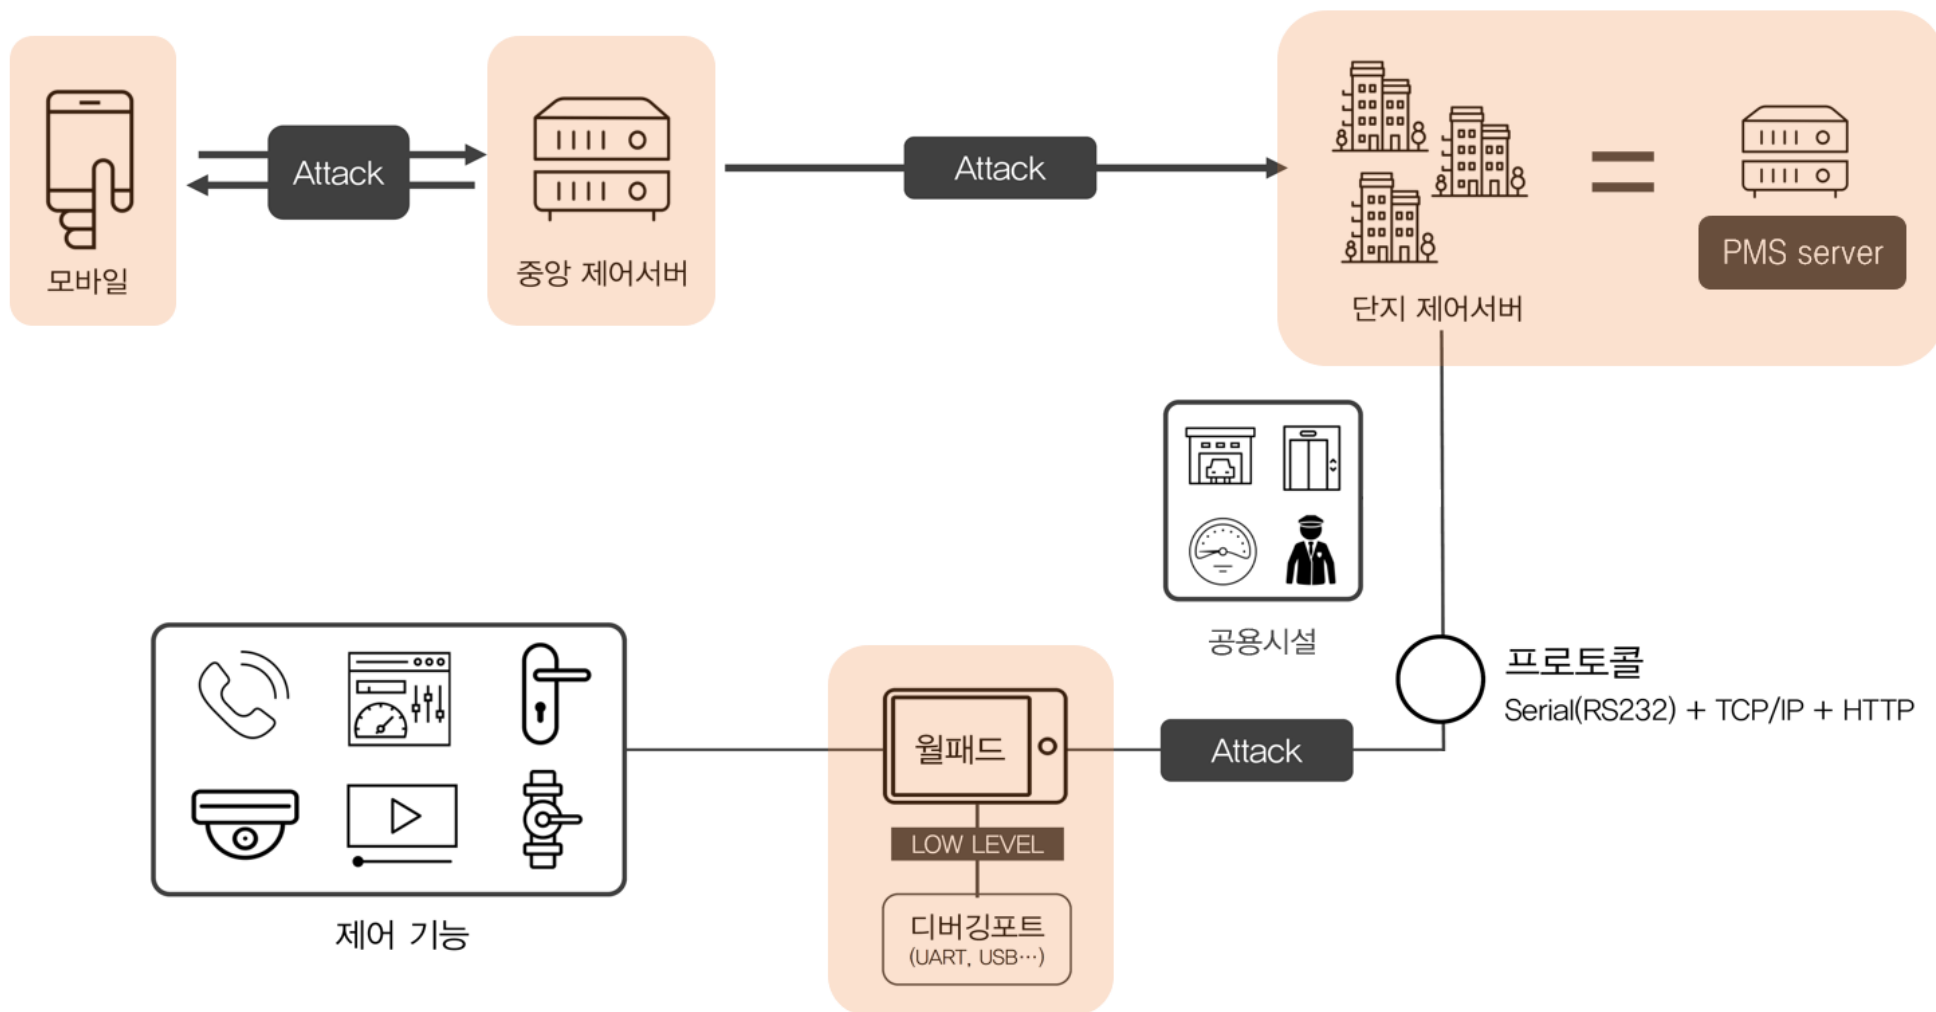 Attack
Attack
모바일
중앙 제어서버
단지 제어서버
PMS server
공용시설
프로토콜
Serial(RS232) + TCP/IP + HTTP
월패드
Attack
LOW LEVEL
디버깅포트
(UART, USB…)
제어 기능